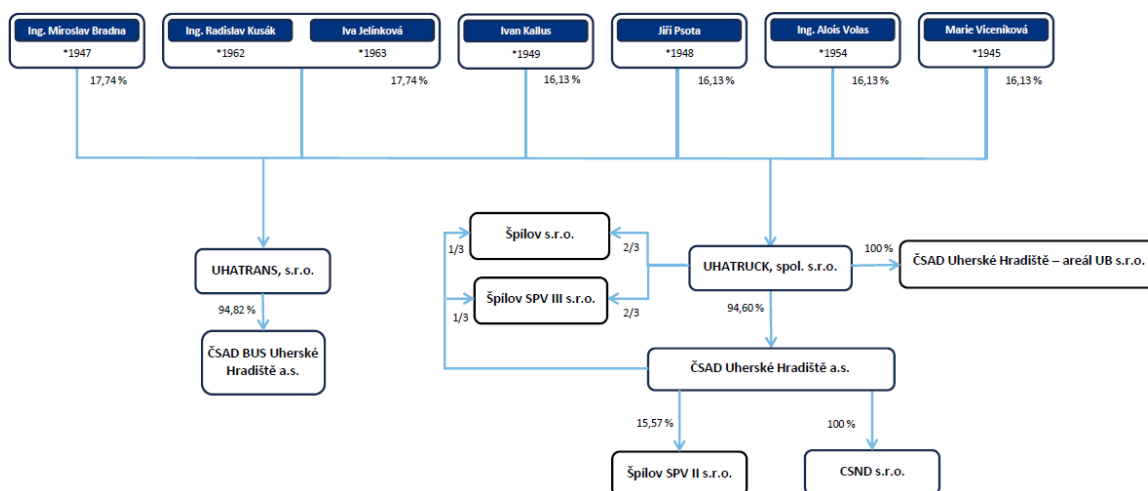 Ing. Miroslav Bradna
*1947
Ing. Radislav Kusák
*1962
Iva Jelínková
*1963
Ivan Kallus
*1949
Jiří Psota
*1948
Ing. Alois Volas
*1954
Marie Viceníková
*1945
17,74 %
17,74 %
16,13 %
16,13 %
16,13 %
16,13 %
Špílov s.r.o.
1/3
2/3
UHATRANS, s.r.o.
UHATRUCK, spol. s.r.o.
100 %
ČSAD Uherské Hradiště – areál UB s.r.o.
Špílov SPV III s.r.o.
1/3
2/3
94,82 %
94,60 %
ČSAD BUS Uherské
Hradiště a.s.
ČSAD Uherské Hradiště a.s.
15,57 %
100 %
Špílov SPV II s.r.o.
CSND s.r.o.